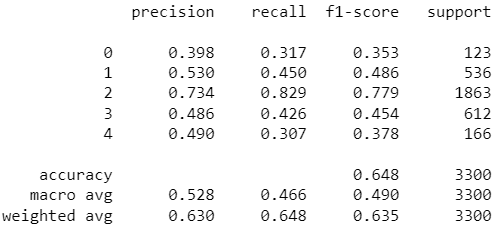 precision recall f1-score support
0 0.398 0.317 0.353 123
1 0.530 0.450 0.486 536
2 0.734 0.829 0.779 1863
3 0.486 0.426 0.454 612
4 0.490 0.307 0.378 166
accuracy 0.648 3300
macro avg 0.528 0.466 0.490 3300
weighted avg 0.630 0.648 0.635 3300